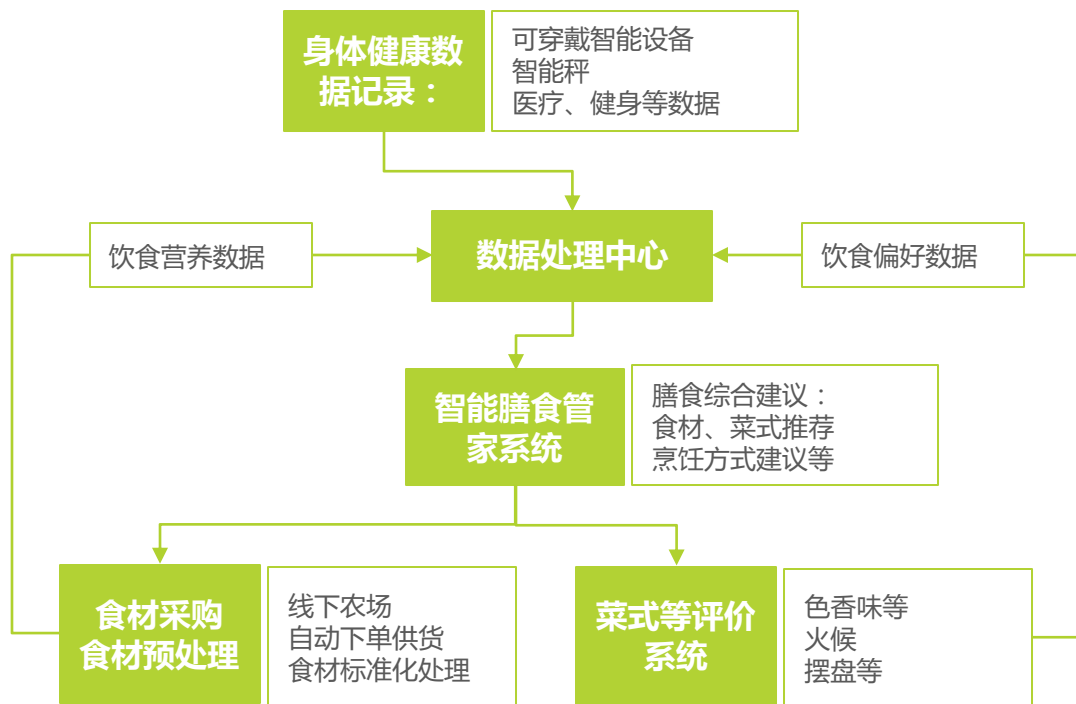 身体健康数
据记录：
可穿戴智能设备
智能秤
医疗、健身等数据
饮食营养数据
数据处理中心
饮食偏好数据
智能膳食管
家系统
膳食综合建议：
食材、菜式推荐
烹饪方式建议等
食材采购
食材预处理
线下农场
自动下单供货
食材标准化处理
菜式等评价
系统
色香味等
火候
摆盘等